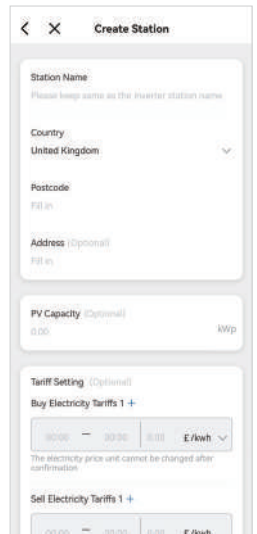 Create Station
Station Name
Please keep same as the inverter station name
Country
United Kingdom
Postcode
Fill in
Address (Optional)
Fill in
PV Capacity (Optional)
0.00 kWp
Tariff Setting (Optional)
Buy Electricity Tariffs 1 +
00:00 — 00:00 0.00 £/kwh
The electricity price unit cannot be changed after
confirmation
Sell Electricity Tariffs 1 +
00:00 — 00:00 0.00 £/kwh